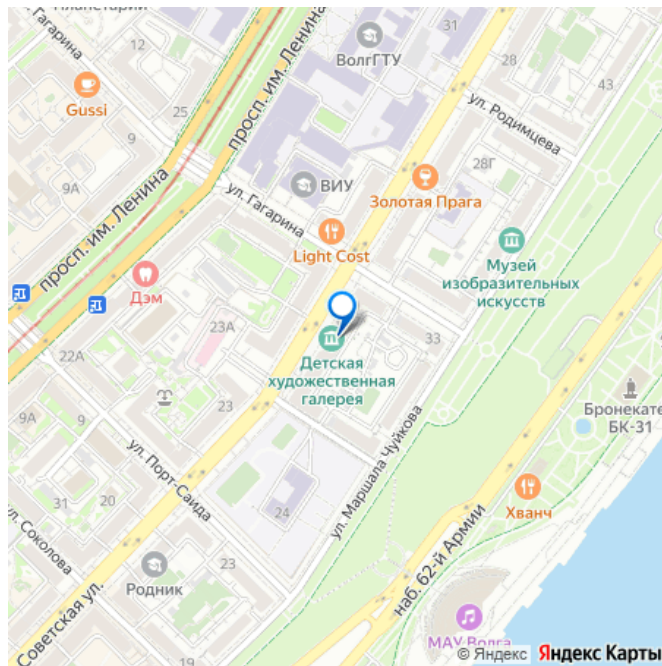 Планетарий
Гагарина
Gussi
просп. им. Ленина
25
9
9А
просп. им. Ленина
ВолгГТУ
31
28
43
ул. Родимцева
28Г
ВИУ
ул. Гагарина
Золотая Прага
Light Cost
Музей
изобразительных
искусств
Дэм
23А
22А
33
Детская
художественная
галерея
23
9А
ул. Порт-Саида
ул. Маршала Чуйкова
Бронекате
БК-31
Хванч
31
20
ул. Соколова
24
наб. 62-й Армии
23
Родник
Советская ул.
19
МАУ Волга
© Яндекс Яндекс Карты